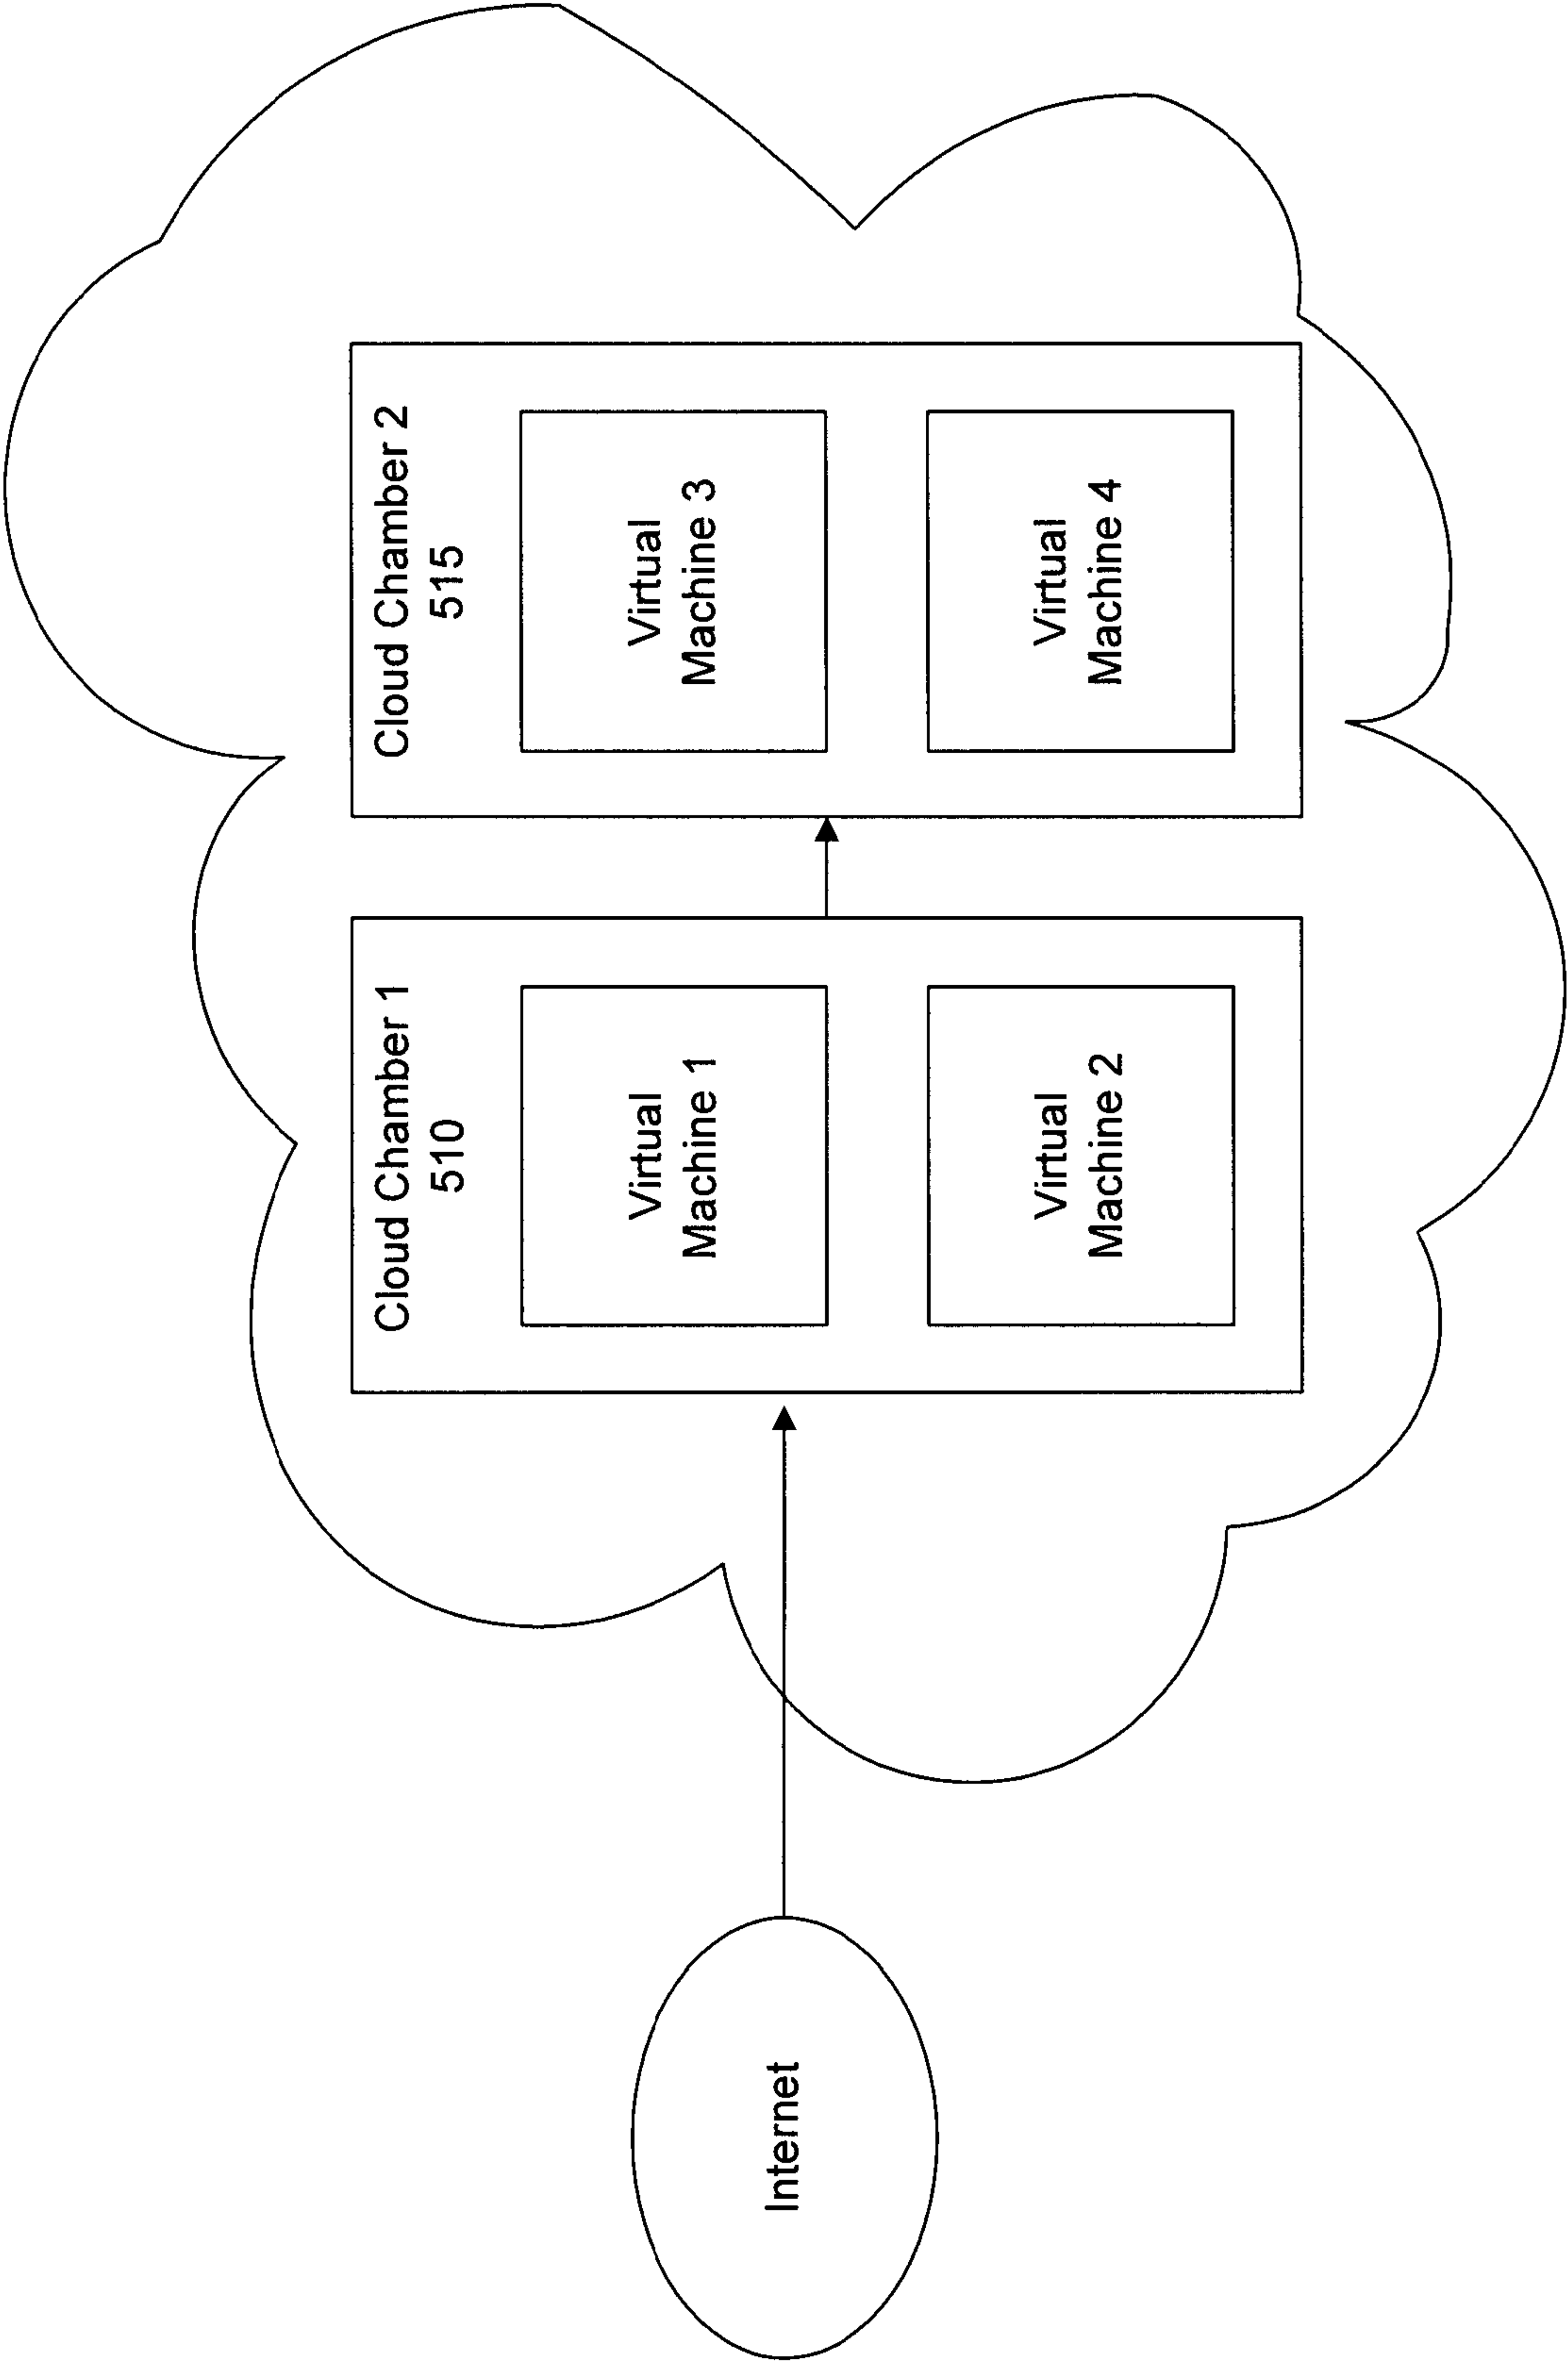 Internet
Cloud Chamber 1
510
Virtual
Machine 1
Virtual
Machine 2
Cloud Chamber 2
515
Virtual
Machine 3
Virtual
Machine 4